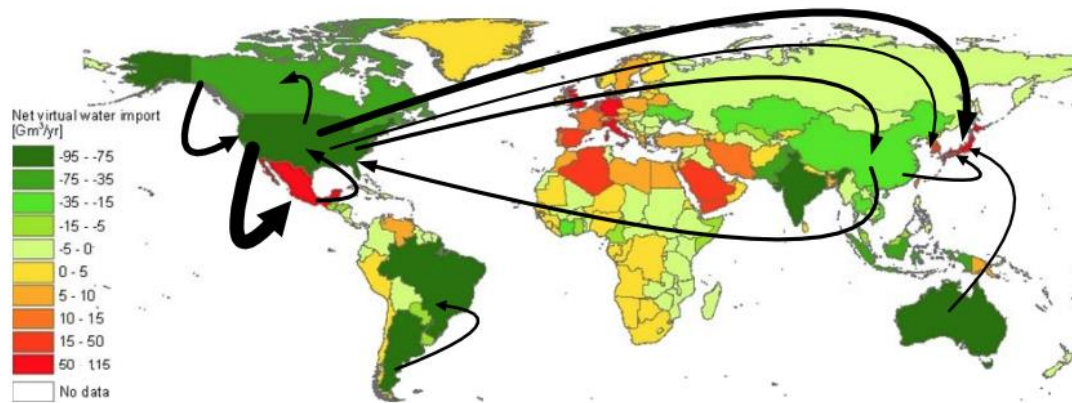 Net virtual water import
[Gm³/yr)
-95 - -75
-75 - -35
-35 - -15
-15 - -5
-5 - 0
0 - 5
5 - 10
10 - 15
15 - 50
50 - 115
No data